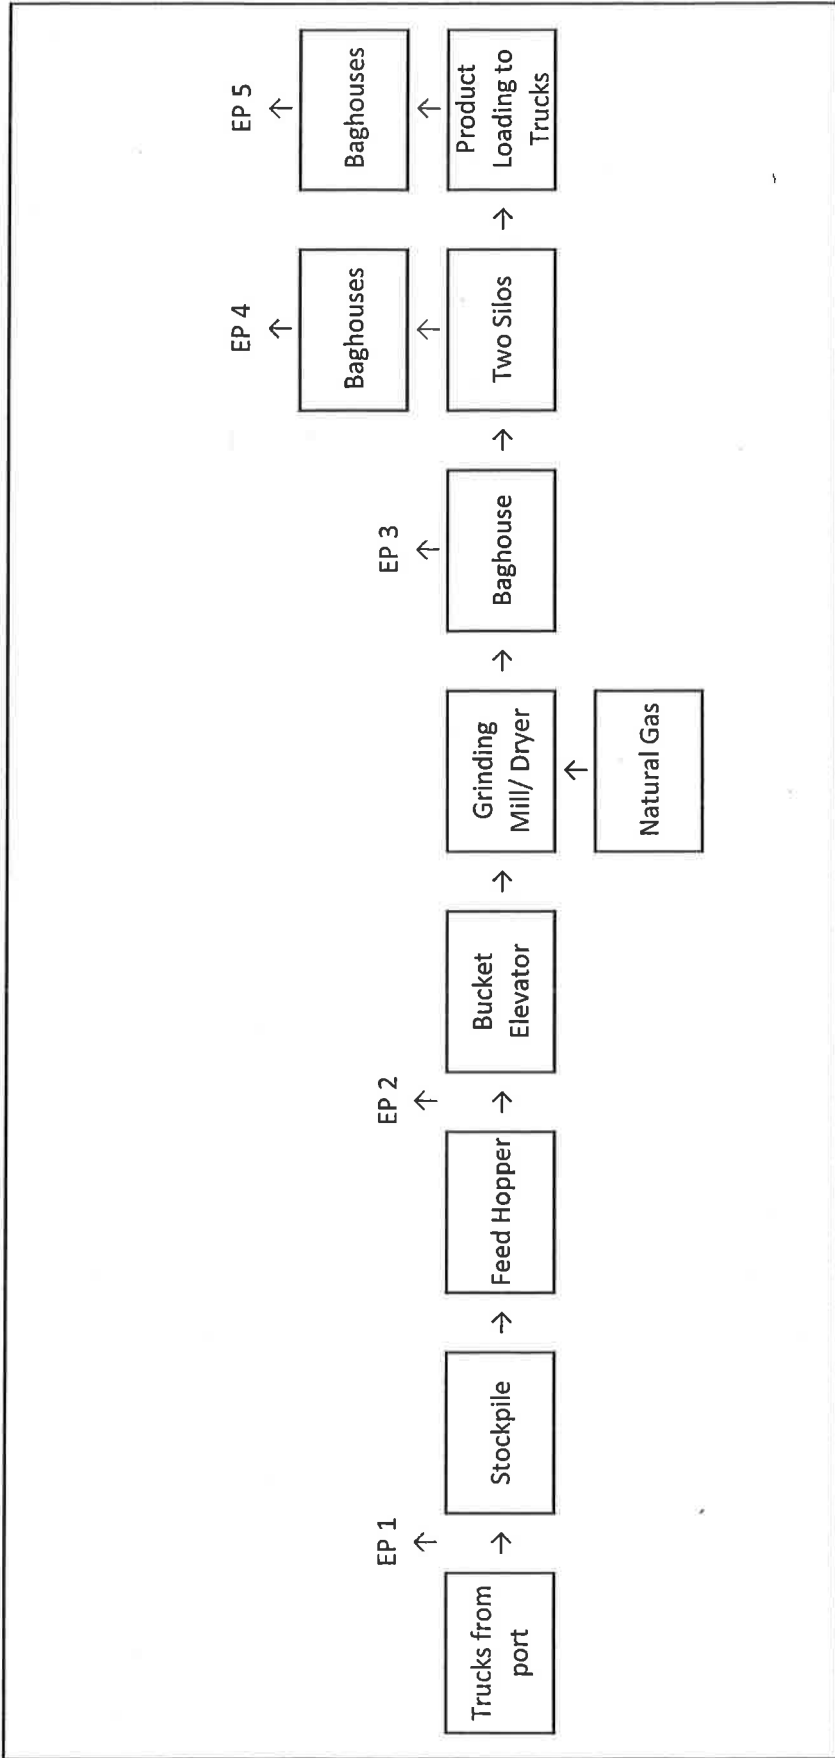 EP 1
EP 2
EP 3
EP 4
EP 5
Baghouses
Baghouses
Trucks from
port
Stockpile
Feed Hopper
Bucket
Elevator
Grinding
Mill/ Dryer
Baghouse
Two Silos
Product
Loading to
Trucks
Natural Gas